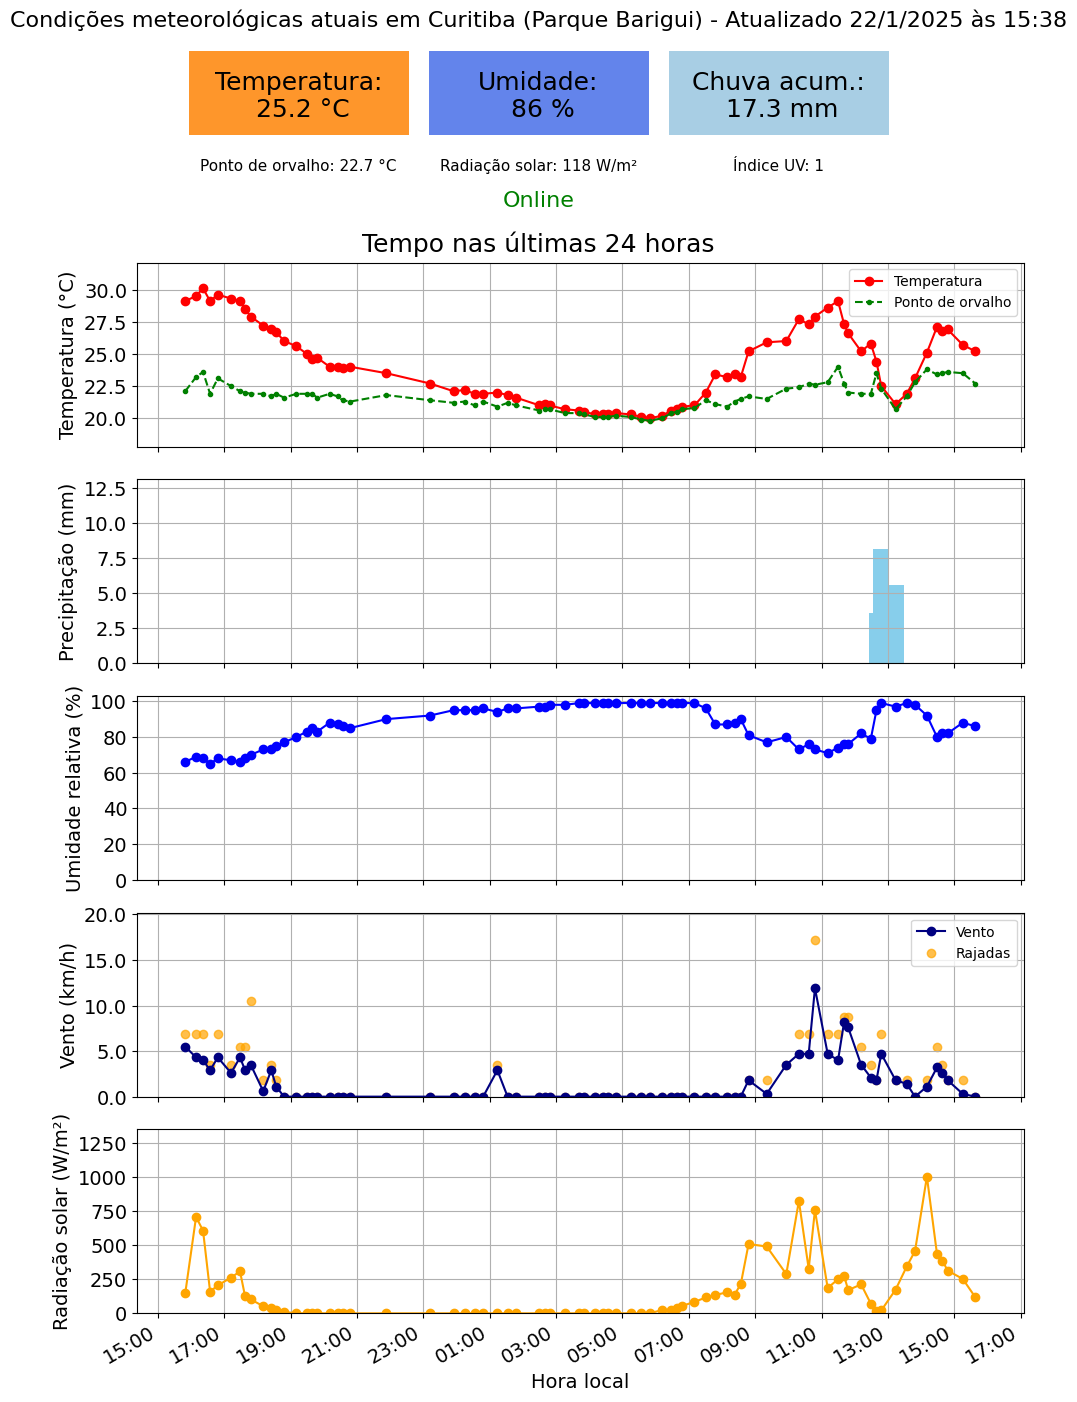 Condições meteorológicas atuais em Curitiba (Parque Barigui) - Atualizado 22/1/2025 às 15:38
Temperatura:
25.2 °C
Umidade:
86 %
Chuva acum.:
17.3 mm
Ponto de orvalho: 22.7 °C
Radiação solar: 118 W/m²
Índice UV: 1
Online
Tempo nas últimas 24 horas
Temperatura (°C)
30.0
27.5
25.0
22.5
20.0
Temperatura
Ponto de orvalho
Precipitação (mm)
12.5
10.0
7.5
5.0
2.5
0.0
Umidade relativa (%)
100
80
60
40
20
0
Vento (km/h)
20.0
15.0
10.0
5.0
0.0
Vento
Rajadas
Radiação solar (W/m²)
1250
1000
750
500
250
0
15:00
17:00
19:00
21:00
23:00
01:00
03:00
05:00
07:00
09:00
11:00
13:00
15:00
17:00
Hora local